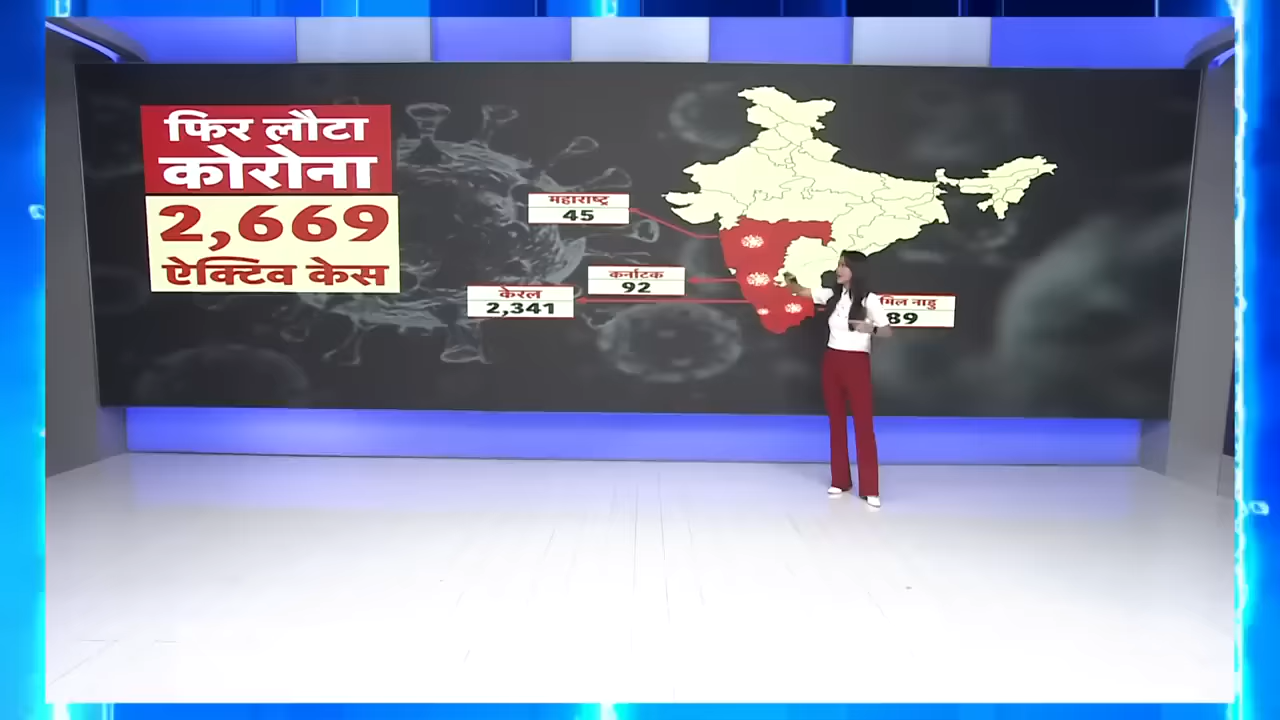 फिर लौटा
कोरोना
2,669
ऐक्टिव केस
महाराष्ट्र
45
कर्नाटक
92
केरल
2,341
नाडु
89